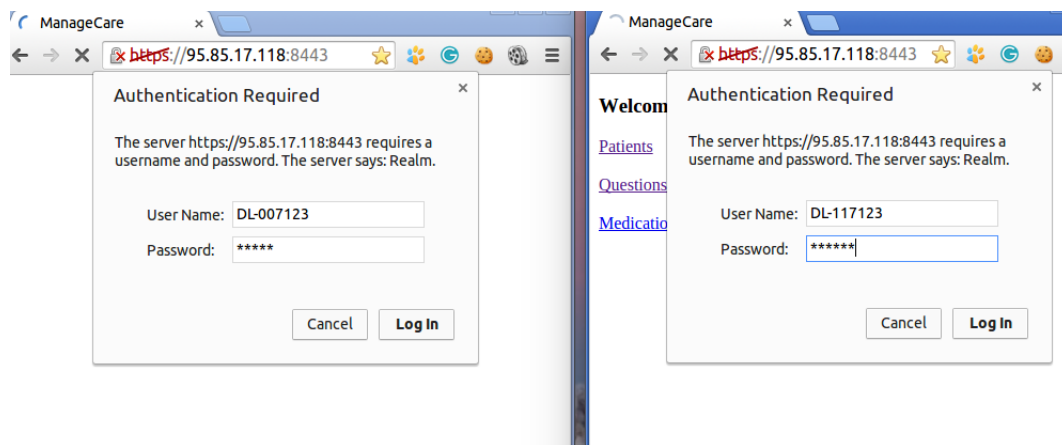 ManageCare
https://95.85.17.118:8443
Authentication Required
The server https://95.85.17.118:8443 requires a
username and password. The server says: Realm.
User Name: DL-007123
Password: *****
Cancel Log In
ManageCare
https://95.85.17.118:8443
Welcom
Patients
Questions
Medicatio
Authentication Required
The server https://95.85.17.118:8443 requires a
username and password. The server says: Realm.
User Name: DL-117123
Password: ******
Cancel Log In